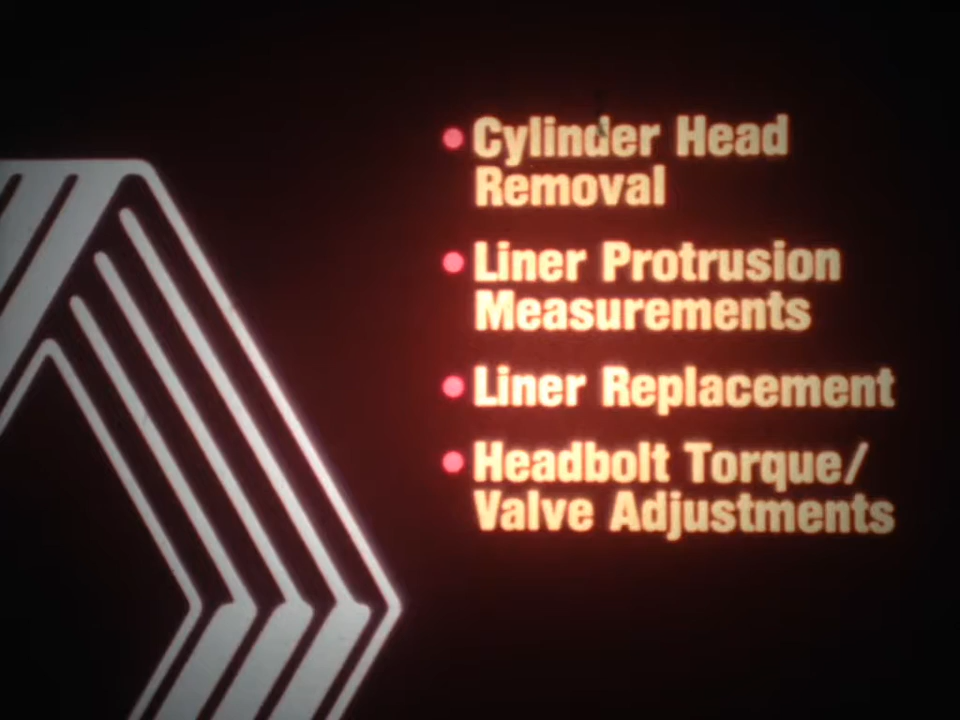 • Cylinder Head
Removal
• Liner Protrusion
Measurements
• Liner Replacement
• Headbolt Torque/
Valve Adjustments